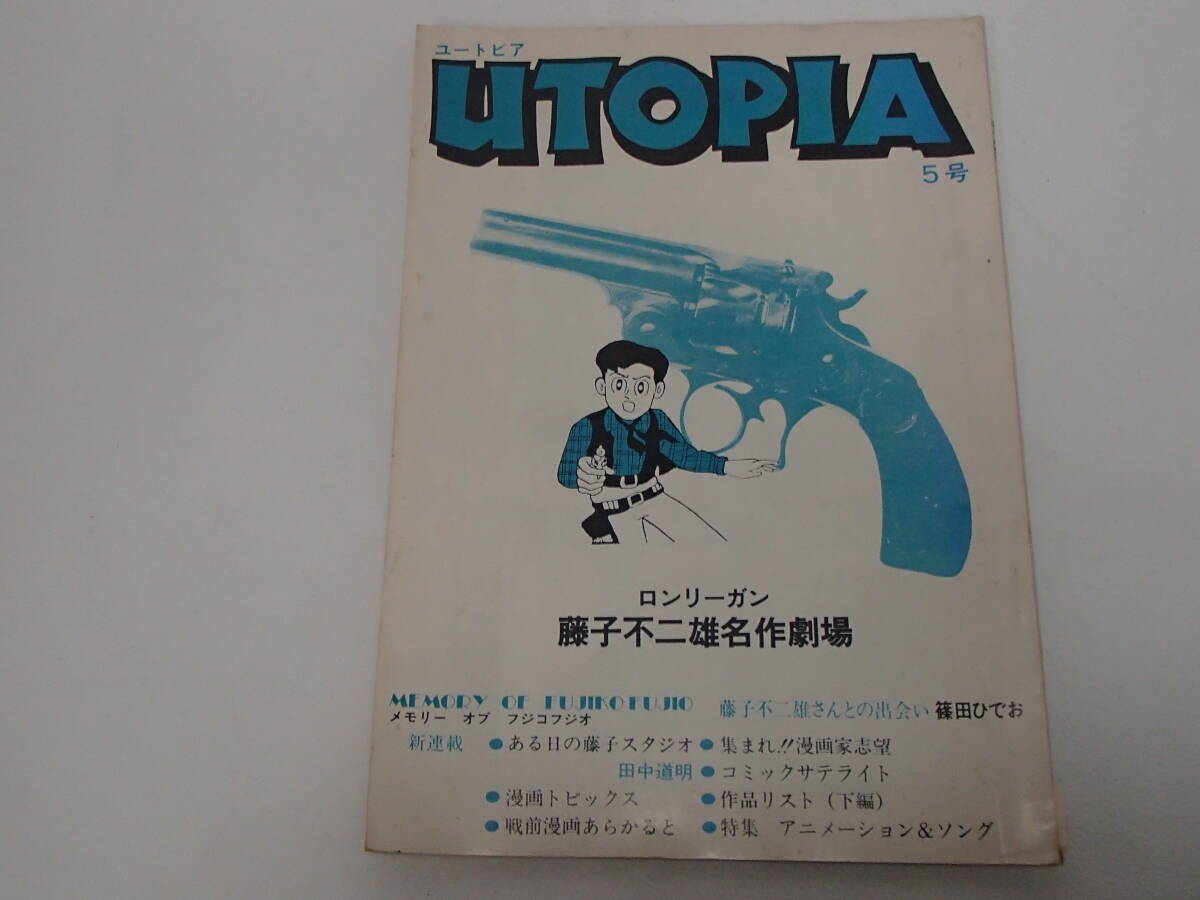 ユートピア
UTOPIA
5号
ロンリーガン
藤子不二雄名作劇場
MEMORY OF FUJIKO FUJIO
メモリー オブ フジコフジオ
藤子不二雄さんとの出会い 篠田ひでお
新連載 ●ある日の藤子スタジオ ●集まれ!!漫画家志望
田中道明 ●コミックサテライト
●漫画トピックス ●作品リスト(下編)
●戦前漫画あらかると ●特集 アニメーション&ソング